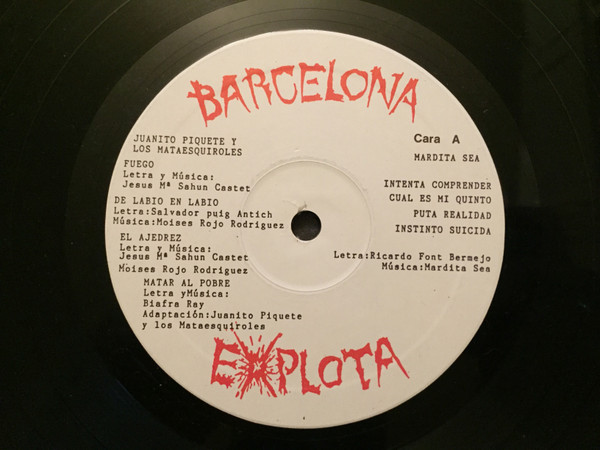 BARCELONA
JUANITO PIQUETE Y
LOS MATAESQUIROLES
FUEGO
Letra y Música:
Jesus Mª Sahun Castet
DE LABIO EN LABIO
Letra:Salvador puig Antich
Música:Moises Rojo Rodriguez
EL AJEDREZ
Letra y Música:
Jesus Mª Sahun Castet
Moises Rojo Rodriguez
MATAR AL POBRE
Letra yMúsica:
Biafra Ray
Adaptación:Juanito Piquete
y los Mataesquiroles
Cara A
MARDITA SEA
INTENTA COMPRENDER
CUAL ES MI QUINTO
PUTA REALIDAD
INSTINTO SUICIDA
Letra:Ricardo Font Bermejo
Música:Mardita Sea
EXPLOTA